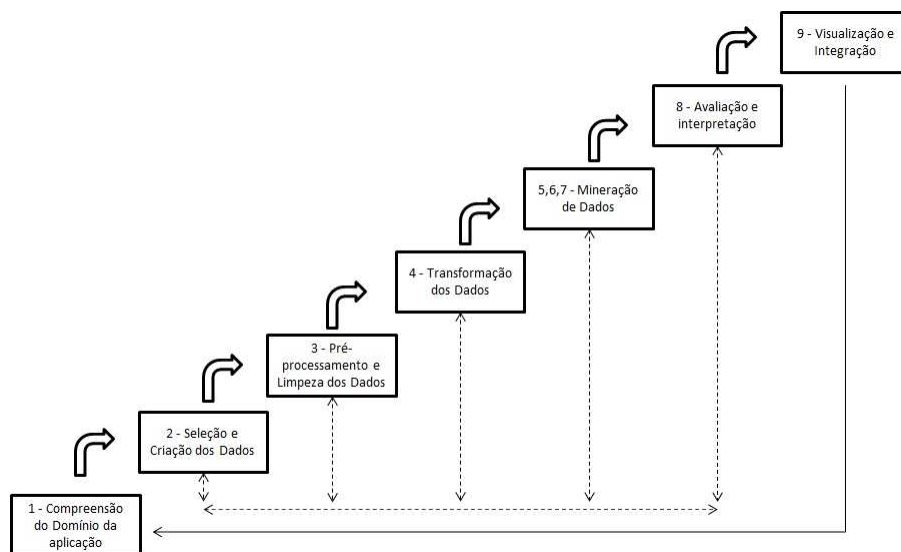 9 - Visualização e
Integração
8 - Avaliação e
interpretação
5,6,7 - Mineração
de Dados
4 - Transformação
dos Dados
3 - Pré-
processamento e
Limpeza dos Dados
2 - Seleção e
Criação dos Dados
1 - Compreensão
do Domínio da
aplicação